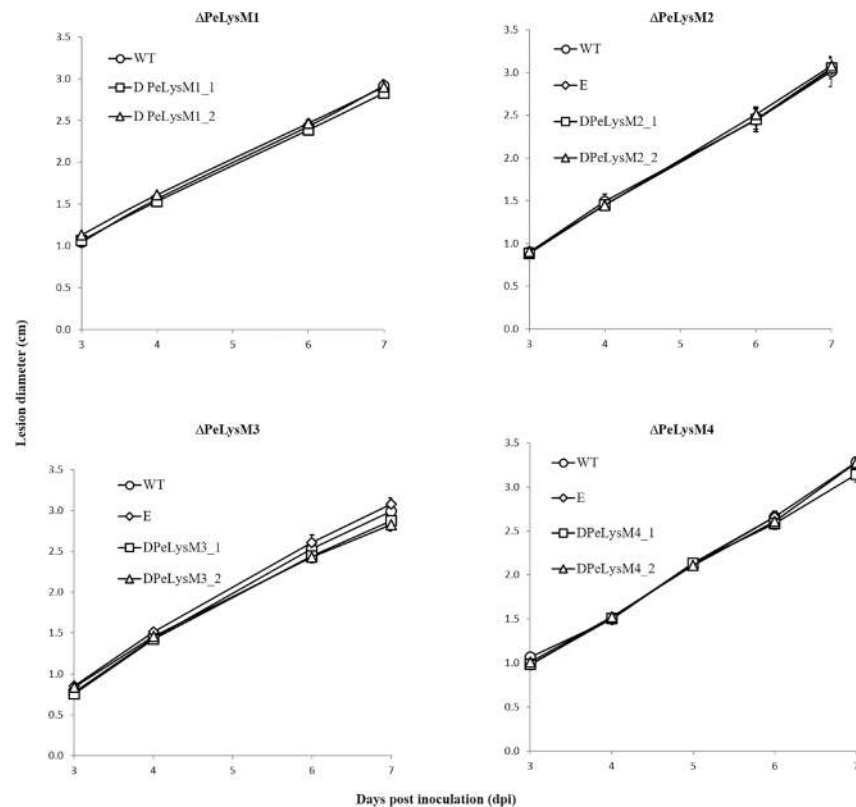 ΔPeLysM1
WT
D PeLysM1_1
D PeLysM1_2
3.5
3.0
2.5
2.0
1.5
1.0
0.5
0.0
3 4 5 6 7
ΔPeLysM2
WT
E
DPeLysM2_1
DPeLysM2_2
3.5
3.0
2.5
2.0
1.5
1.0
0.5
0.0
3 4 5 6 7
Lesion diameter (cm)
ΔPeLysM3
WT
E
DPeLysM3_1
DPeLysM3_2
3.5
3.0
2.5
2.0
1.5
1.0
0.5
0.0
3 4 5 6 7
ΔPeLysM4
WT
E
DPeLysM4_1
DPeLysM4_2
3.5
3.0
2.5
2.0
1.5
1.0
0.5
0.0
3 4 5 6 7
Days post inoculation (dpi)